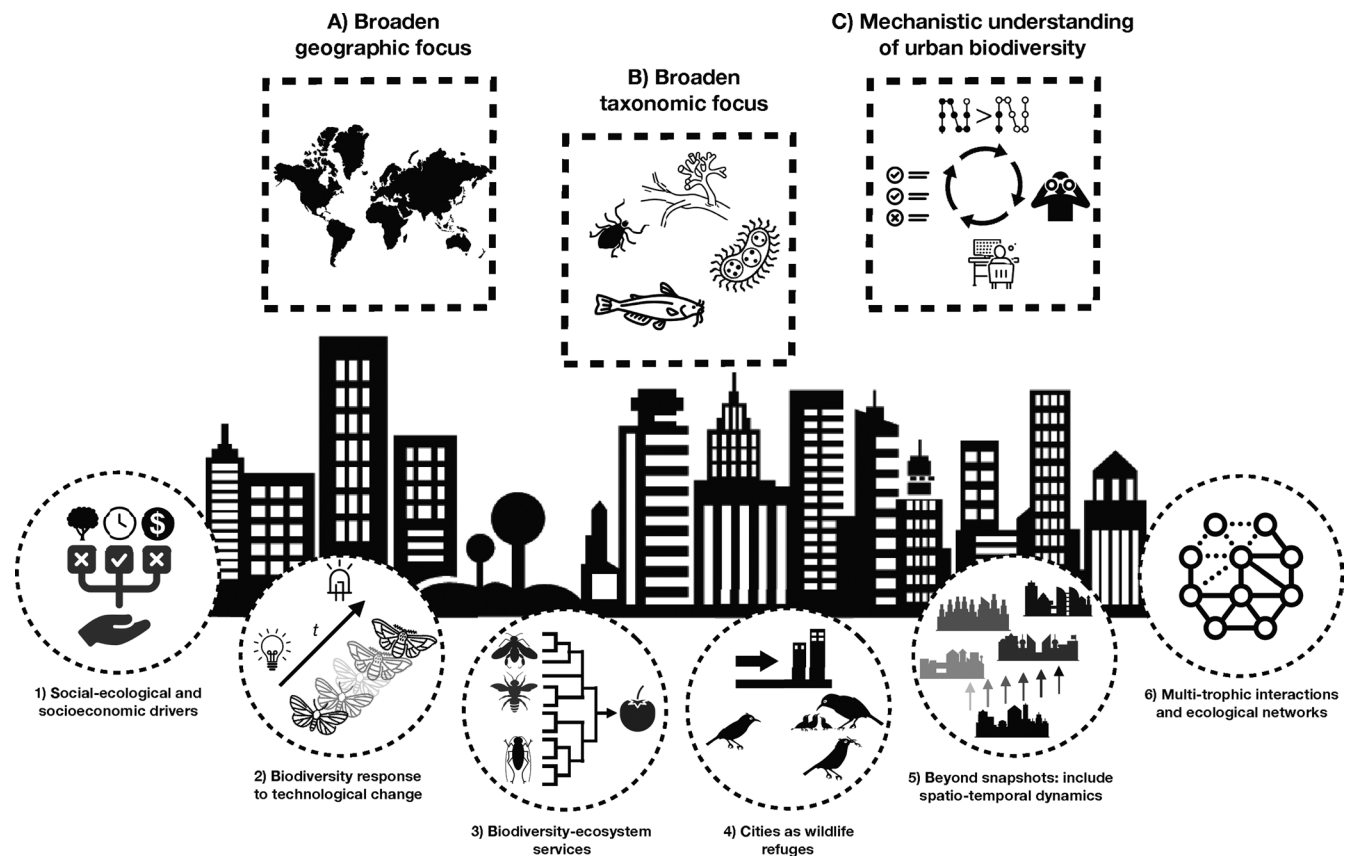 A) Broaden
geographic focus
B) Broaden
taxonomic focus
C) Mechanistic understanding
of urban biodiversity
>
$
t
1) Social-ecological and
socioeconomic drivers
2) Biodiversity response
to technological change
3) Biodiversity-ecosystem
services
4) Cities as wildlife
refuges
5) Beyond snapshots: include
spatio-temporal dynamics
6) Multi-trophic interactions
and ecological networks